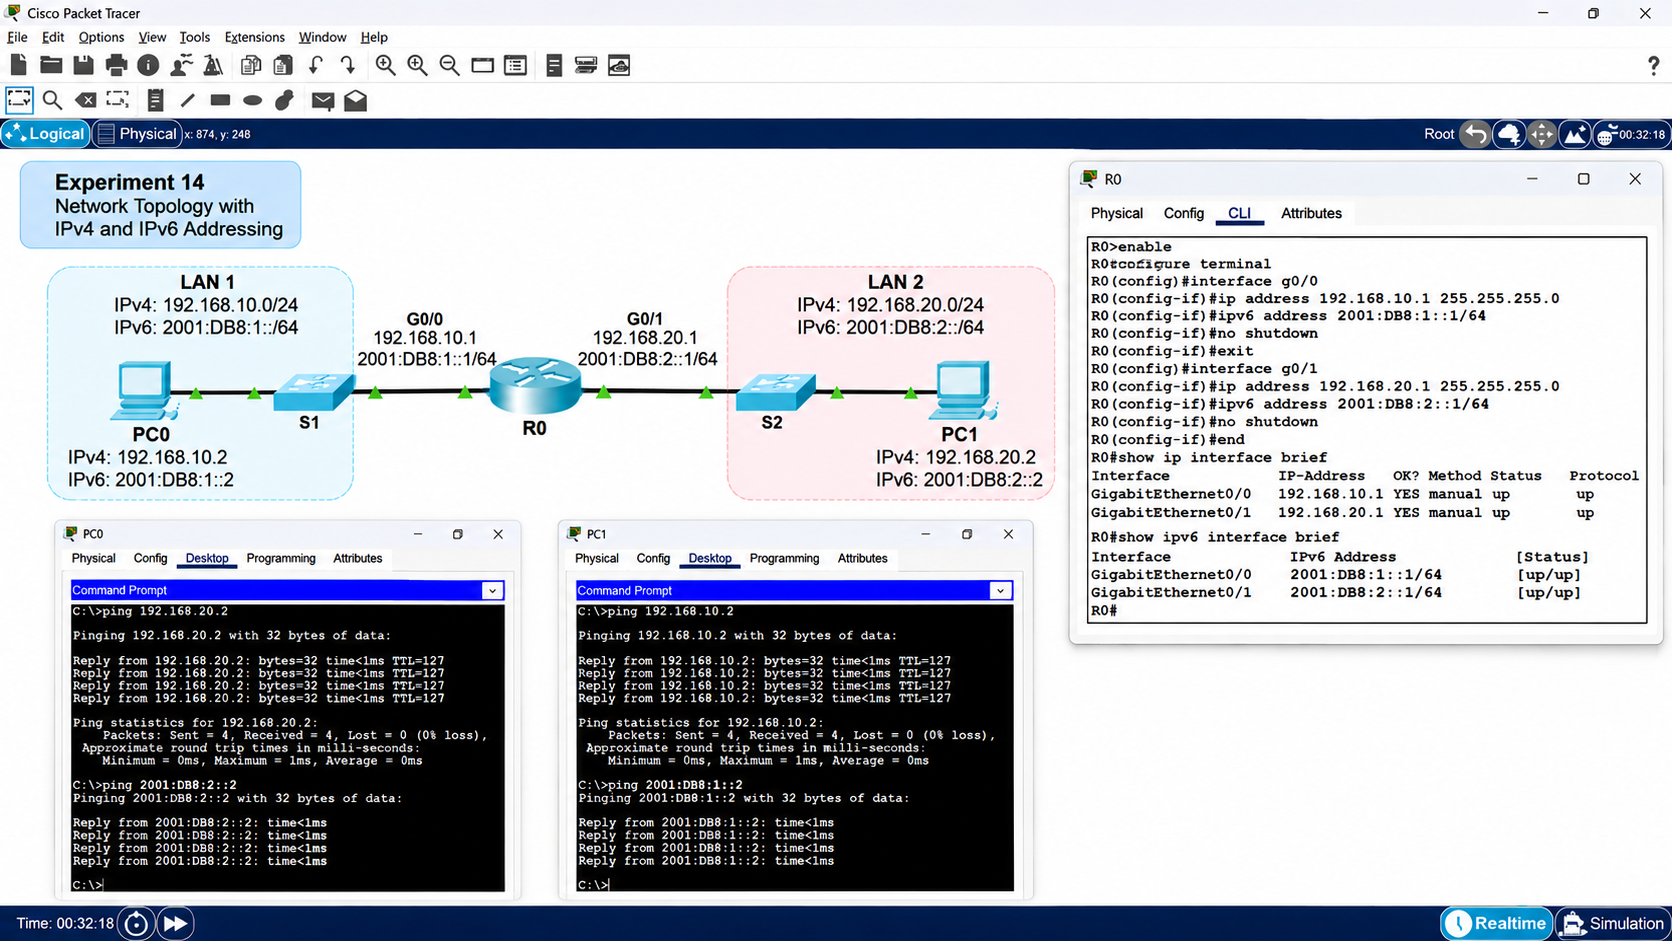 Cisco Packet Tracer
File Edit Options View Tools Extensions Window Help
?
Logical Physical x: 874, y: 248 Root 00:32:18
Experiment 14
Network Topology with
IPv4 and IPv6 Addressing
LAN 1
IPv4: 192.168.10.0/24
IPv6: 2001:DB8:1::/64
G0/0
192.168.10.1
2001:DB8:1::1/64
G0/1
192.168.20.1
2001:DB8:2::1/64
LAN 2
IPv4: 192.168.20.0/24
IPv6: 2001:DB8:2::/64
PC0
S1
R0
S2
PC1
IPv4: 192.168.10.2
IPv6: 2001:DB8:1::2
IPv4: 192.168.20.2
IPv6: 2001:DB8:2::2
R0
Physical Config CLI Attributes
R0>enable
R0#configure terminal
R0(config)#interface g0/0
R0(config-if)#ip address 192.168.10.1 255.255.255.0
R0(config-if)#ipv6 address 2001:DB8:1::1/64
R0(config-if)#no shutdown
R0(config-if)#exit
R0(config-if)#interface g0/1
R0(config-if)#ip address 192.168.20.1 255.255.255.0
R0(config-if)#ipv6 address 2001:DB8:2::1/64
R0(config-if)#no shutdown
R0(config-if)#end
R0#show ip interface brief
Interface IP-Address OK? Method Status Protocol
GigabitEthernet0/0 192.168.10.1 YES manual up up
GigabitEthernet0/1 192.168.20.1 YES manual up up
R0#show ipv6 interface brief
Interface IPv6 Address [Status]
GigabitEthernet0/0 2001:DB8:1::1/64 [up/up]
GigabitEthernet0/1 2001:DB8:2::1/64 [up/up]
R0#
PC0
Physical Config Desktop Programming Attributes
Command Prompt
C:\>ping 192.168.20.2
Pinging 192.168.20.2 with 32 bytes of data:
Reply from 192.168.20.2: bytes=32 time<1ms TTL=127
Reply from 192.168.20.2: bytes=32 time<1ms TTL=127
Reply from 192.168.20.2: bytes=32 time<1ms TTL=127
Reply from 192.168.20.2: bytes=32 time<1ms TTL=127
Ping statistics for 192.168.20.2:
Packets: Sent = 4, Received = 4, Lost = 0 (0% loss),
Approximate round trip times in milli-seconds:
Minimum = 0ms, Maximum = 1ms, Average = 0ms
C:\>ping 2001:DB8:2::2
Pinging 2001:DB8:2::2 with 32 bytes of data:
Reply from 2001:DB8:2::2: time<1ms
Reply from 2001:DB8:2::2: time<1ms
Reply from 2001:DB8:2::2: time<1ms
Reply from 2001:DB8:2::2: time<1ms
C:\>
PC1
Physical Config Desktop Programming Attributes
Command Prompt
C:\>ping 192.168.10.2
Pinging 192.168.10.2 with 32 bytes of data:
Reply from 192.168.10.2: bytes=32 time<1ms TTL=127
Reply from 192.168.10.2: bytes=32 time<1ms TTL=127
Reply from 192.168.10.2: bytes=32 time<1ms TTL=127
Reply from 192.168.10.2: bytes=32 time<1ms TTL=127
Ping statistics for 192.168.10.2:
Packets: Sent = 4, Received = 4, Lost = 0 (0% loss),
Approximate round trip times in milli-seconds:
Minimum = 0ms, Maximum = 1ms, Average = 0ms
C:\>ping 2001:DB8:1::2
Pinging 2001:DB8:1::2 with 32 bytes of data:
Reply from 2001:DB8:1::2: time<1ms
Reply from 2001:DB8:1::2: time<1ms
Reply from 2001:DB8:1::2: time<1ms
Reply from 2001:DB8:1::2: time<1ms
C:\>
Time: 00:32:18 Realtime Simulation